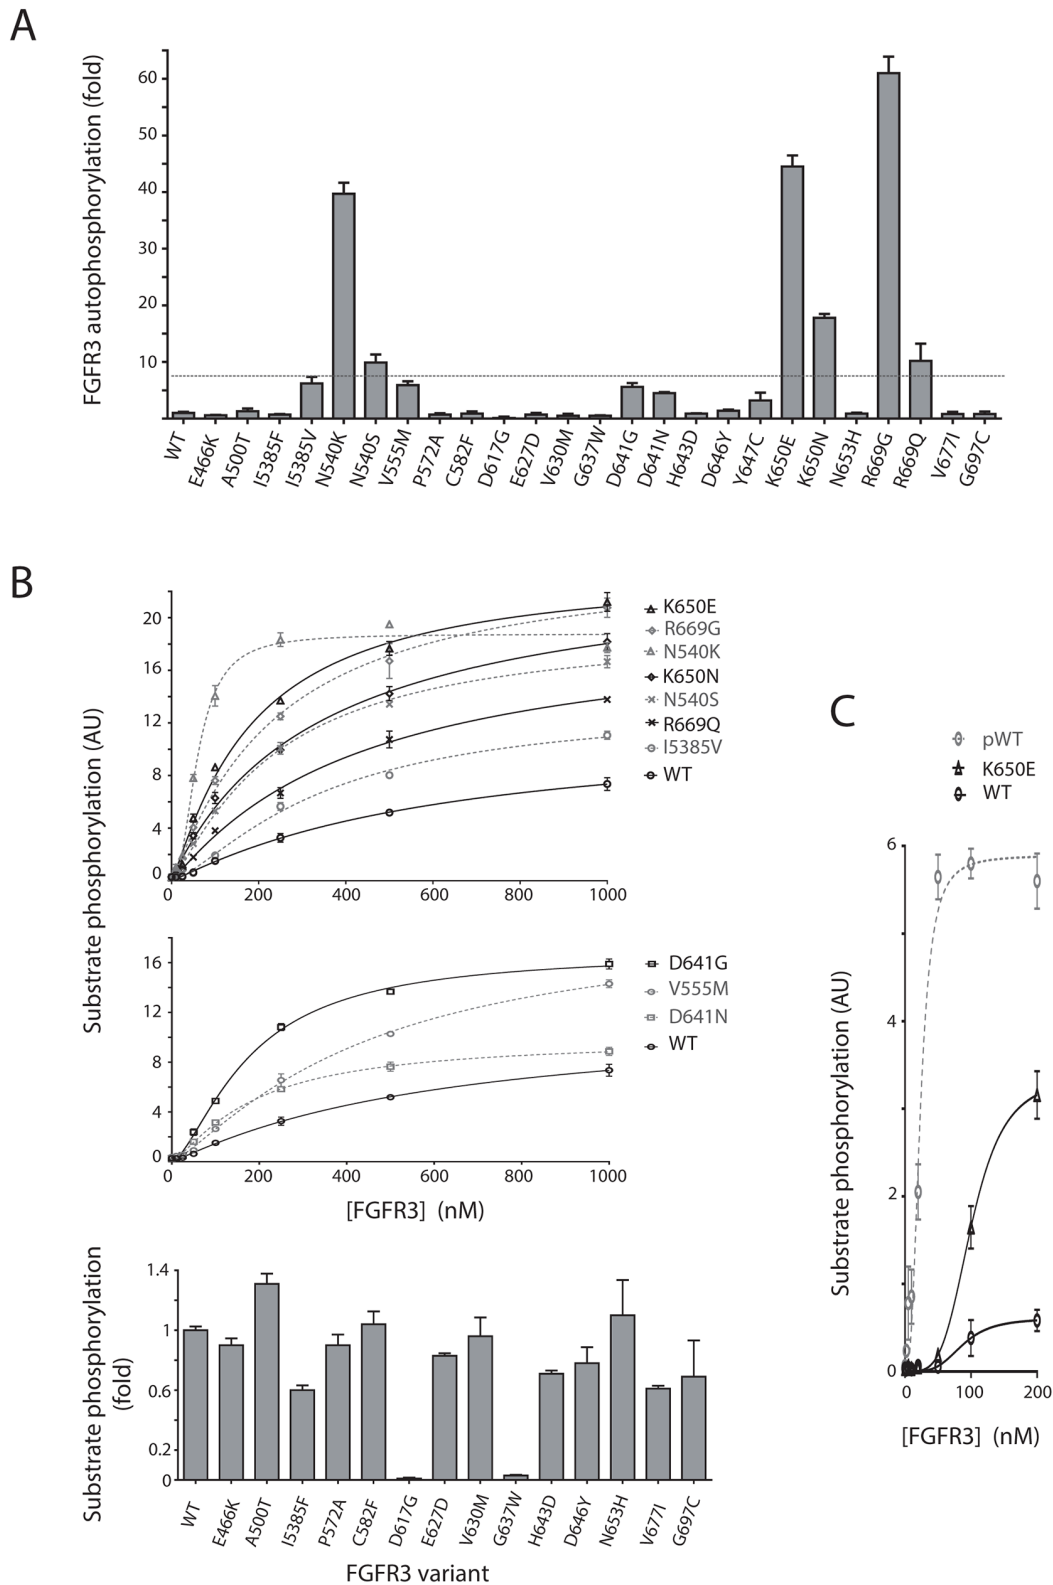 A
FGFR3 autophosphorylation (fold)
60
50
40
30
20
10
WT
E466K
A500T
I5385F
I5385V
N540K
N540S
V555M
P572A
C582F
D617G
E627D
V630M
G637W
D641G
D641N
H643D
D646Y
Y647C
K650E
K650N
N653H
R669G
R669Q
V677I
G697C
B
Substrate phosphorylation (AU)
20
16
12
8
4
0
0 200 400 600 800 1000
K650E
R669G
N540K
K650N
N540S
R669Q
I5385V
WT
16
12
8
4
0
0 200 400 600 800 1000
[FGFR3] (nM)
D641G
V555M
D641N
WT
Substrate phosphorylation
(fold)
1.4
1
0.6
0.2
0
WT
E466K
A500T
I5385F
P572A
C582F
D617G
E627D
V630M
G637W
H643D
D646Y
N653H
V677I
G697C
FGFR3 variant
C
pWT
K650E
WT
Substrate phosphorylation (AU)
6
4
2
0
0 100 200
[FGFR3] (nM)